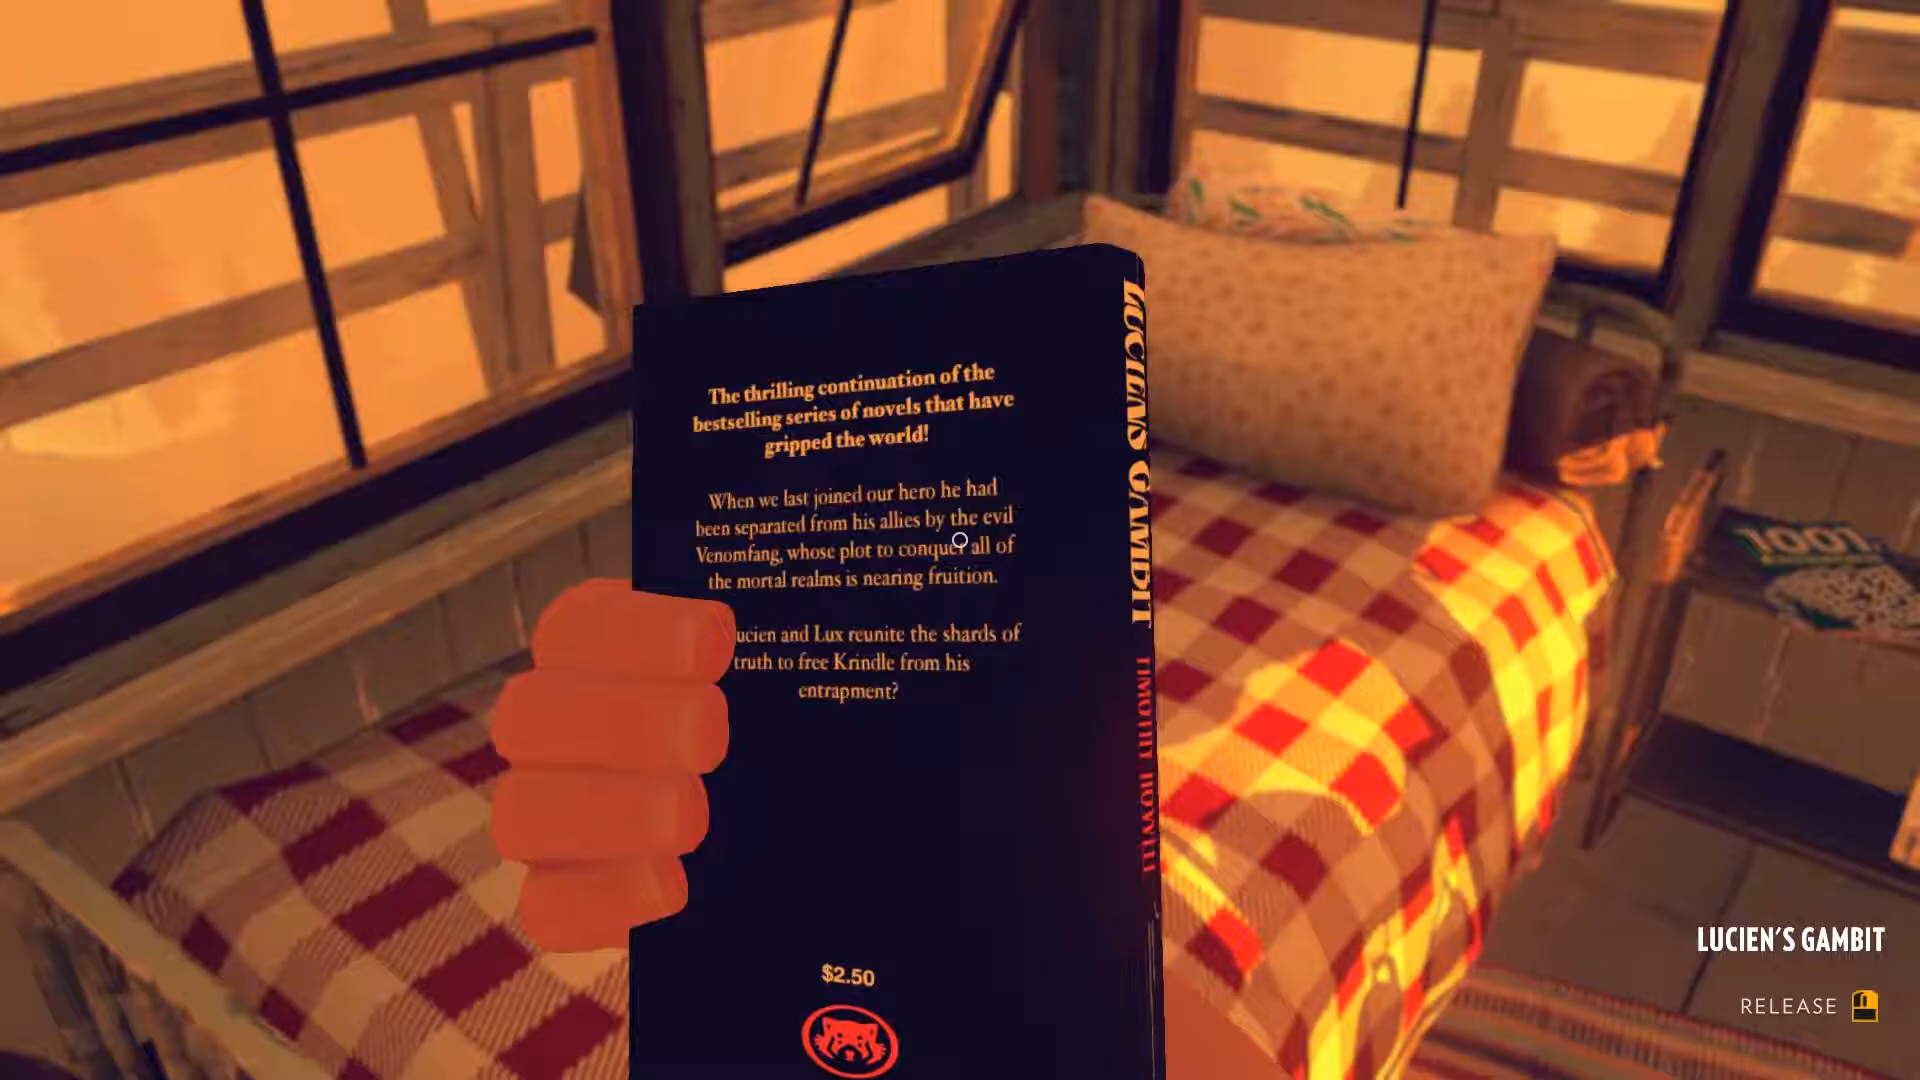 The thrilling continuation of the
bestselling series of novels that have
gripped the world!
When we last joined our hero he had
been separated from his allies by the evil
Venomfang, whose plot to conquer all of
the mortal realms is nearing fruition.
ucien and Lux reunite the shards of
truth to free Krindle from his
entrapment?
$2.50
LUCIEN'S GAMBIT
TIMOTHY
1001
LUCIEN'S GAMBIT
RELEASE